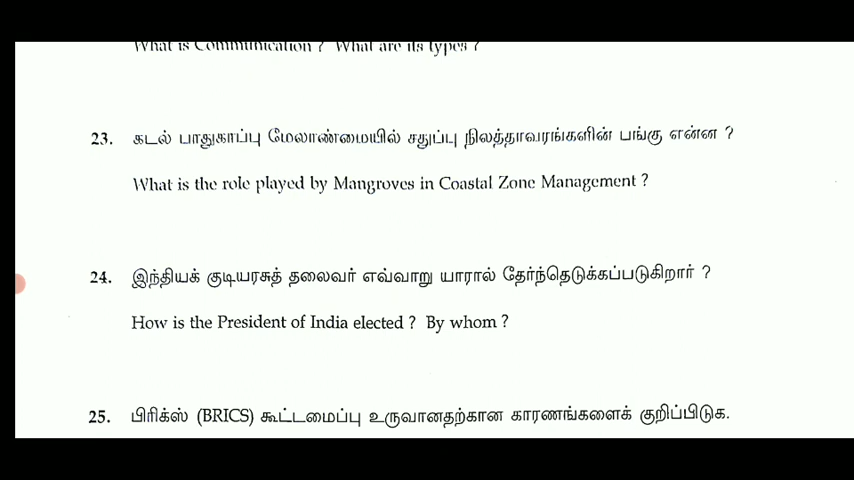 What is Communication ? What are its types ?
23. கடல் பாதுகாப்பு மேலாண்மையில் சதுப்பு நிலத்தாவரங்களின் பங்கு என்ன ?
What is the role played by Mangroves in Coastal Zone Management ?
24. இந்தியக் குடியரசுத் தலைவர் எவ்வாறு யாரால் தேர்ந்தெடுக்கப்படுகிறார் ?
How is the President of India elected ? By whom ?
25. பிரிக்ஸ் (BRICS) கூட்டமைப்பு உருவானதற்கான காரணங்களைக் குறிப்பிடுக.